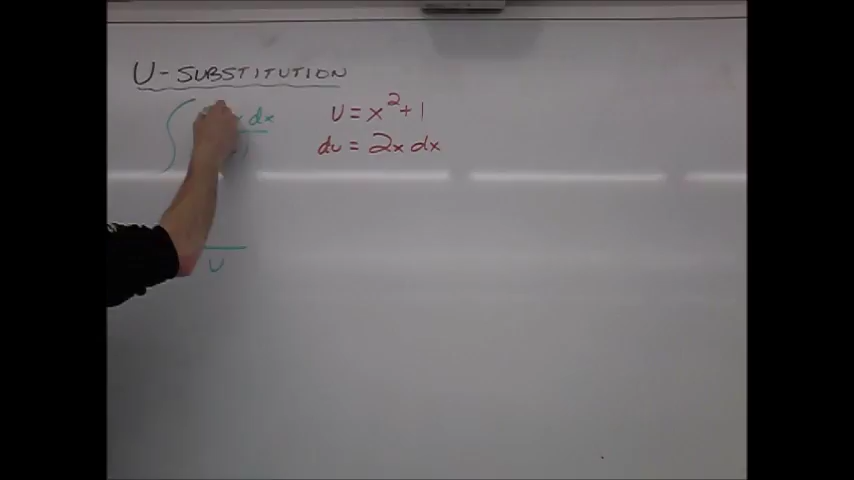 U-SUBSTITUTION
∫ x dx
u = x² + 1
du = 2x dx
u